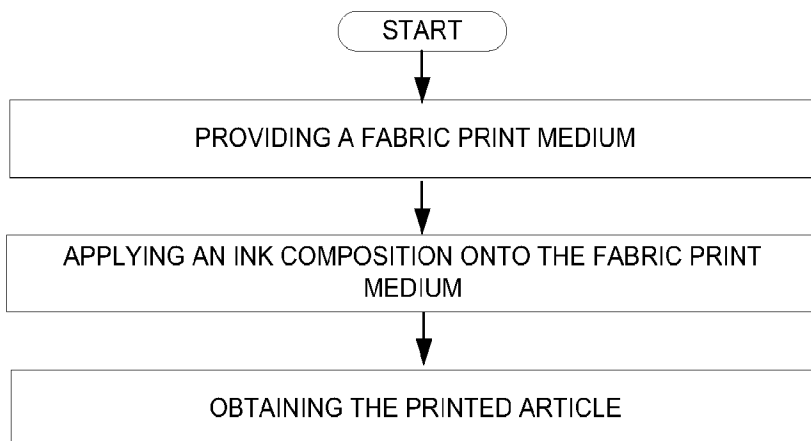 START
PROVIDING A FABRIC PRINT MEDIUM
APPLYING AN INK COMPOSITION ONTO THE FABRIC PRINT
MEDIUM
OBTAINING THE PRINTED ARTICLE